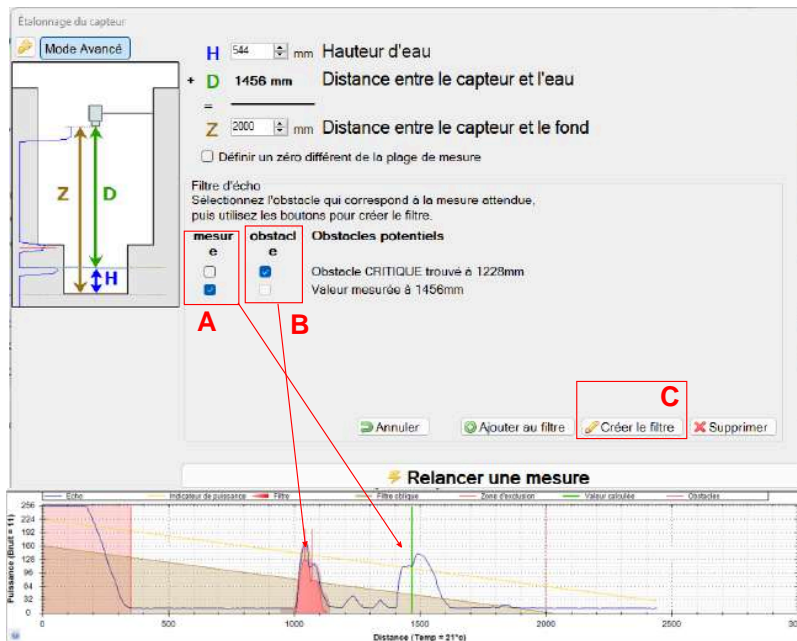 Étalonnage du capteur
Mode Avancé
H 544 mm Hauteur d'eau
+ D 1456 mm Distance entre le capteur et l'eau
=
Z 2000 mm Distance entre le capteur et le fond
Définir un zéro différent de la plage de mesure
Z D
H
Filtre d'écho
Sélectionnez l'obstacle qui correspond à la mesure attendue,
puis utilisez les boutons pour créer le filtre.
mesur obstacl Obstacles potentiels
e e
Obstacle CRITIQUE trouvé à 1228mm
Valeur mesurée à 1456mm
A B
C
Annuler Ajouter au filtre Créer le filtre Supprimer
Relancer une mesure
Echo Indicateur de puissance Filtre Filtre oblique Zone d'exclusion Valeur calculée Obstacles
Puissance (Bruit = 11)
256
224
192
160
128
96
64
32
0
0 500 1000 1500 2000 2500 300
Distance (Temp = 21°c)